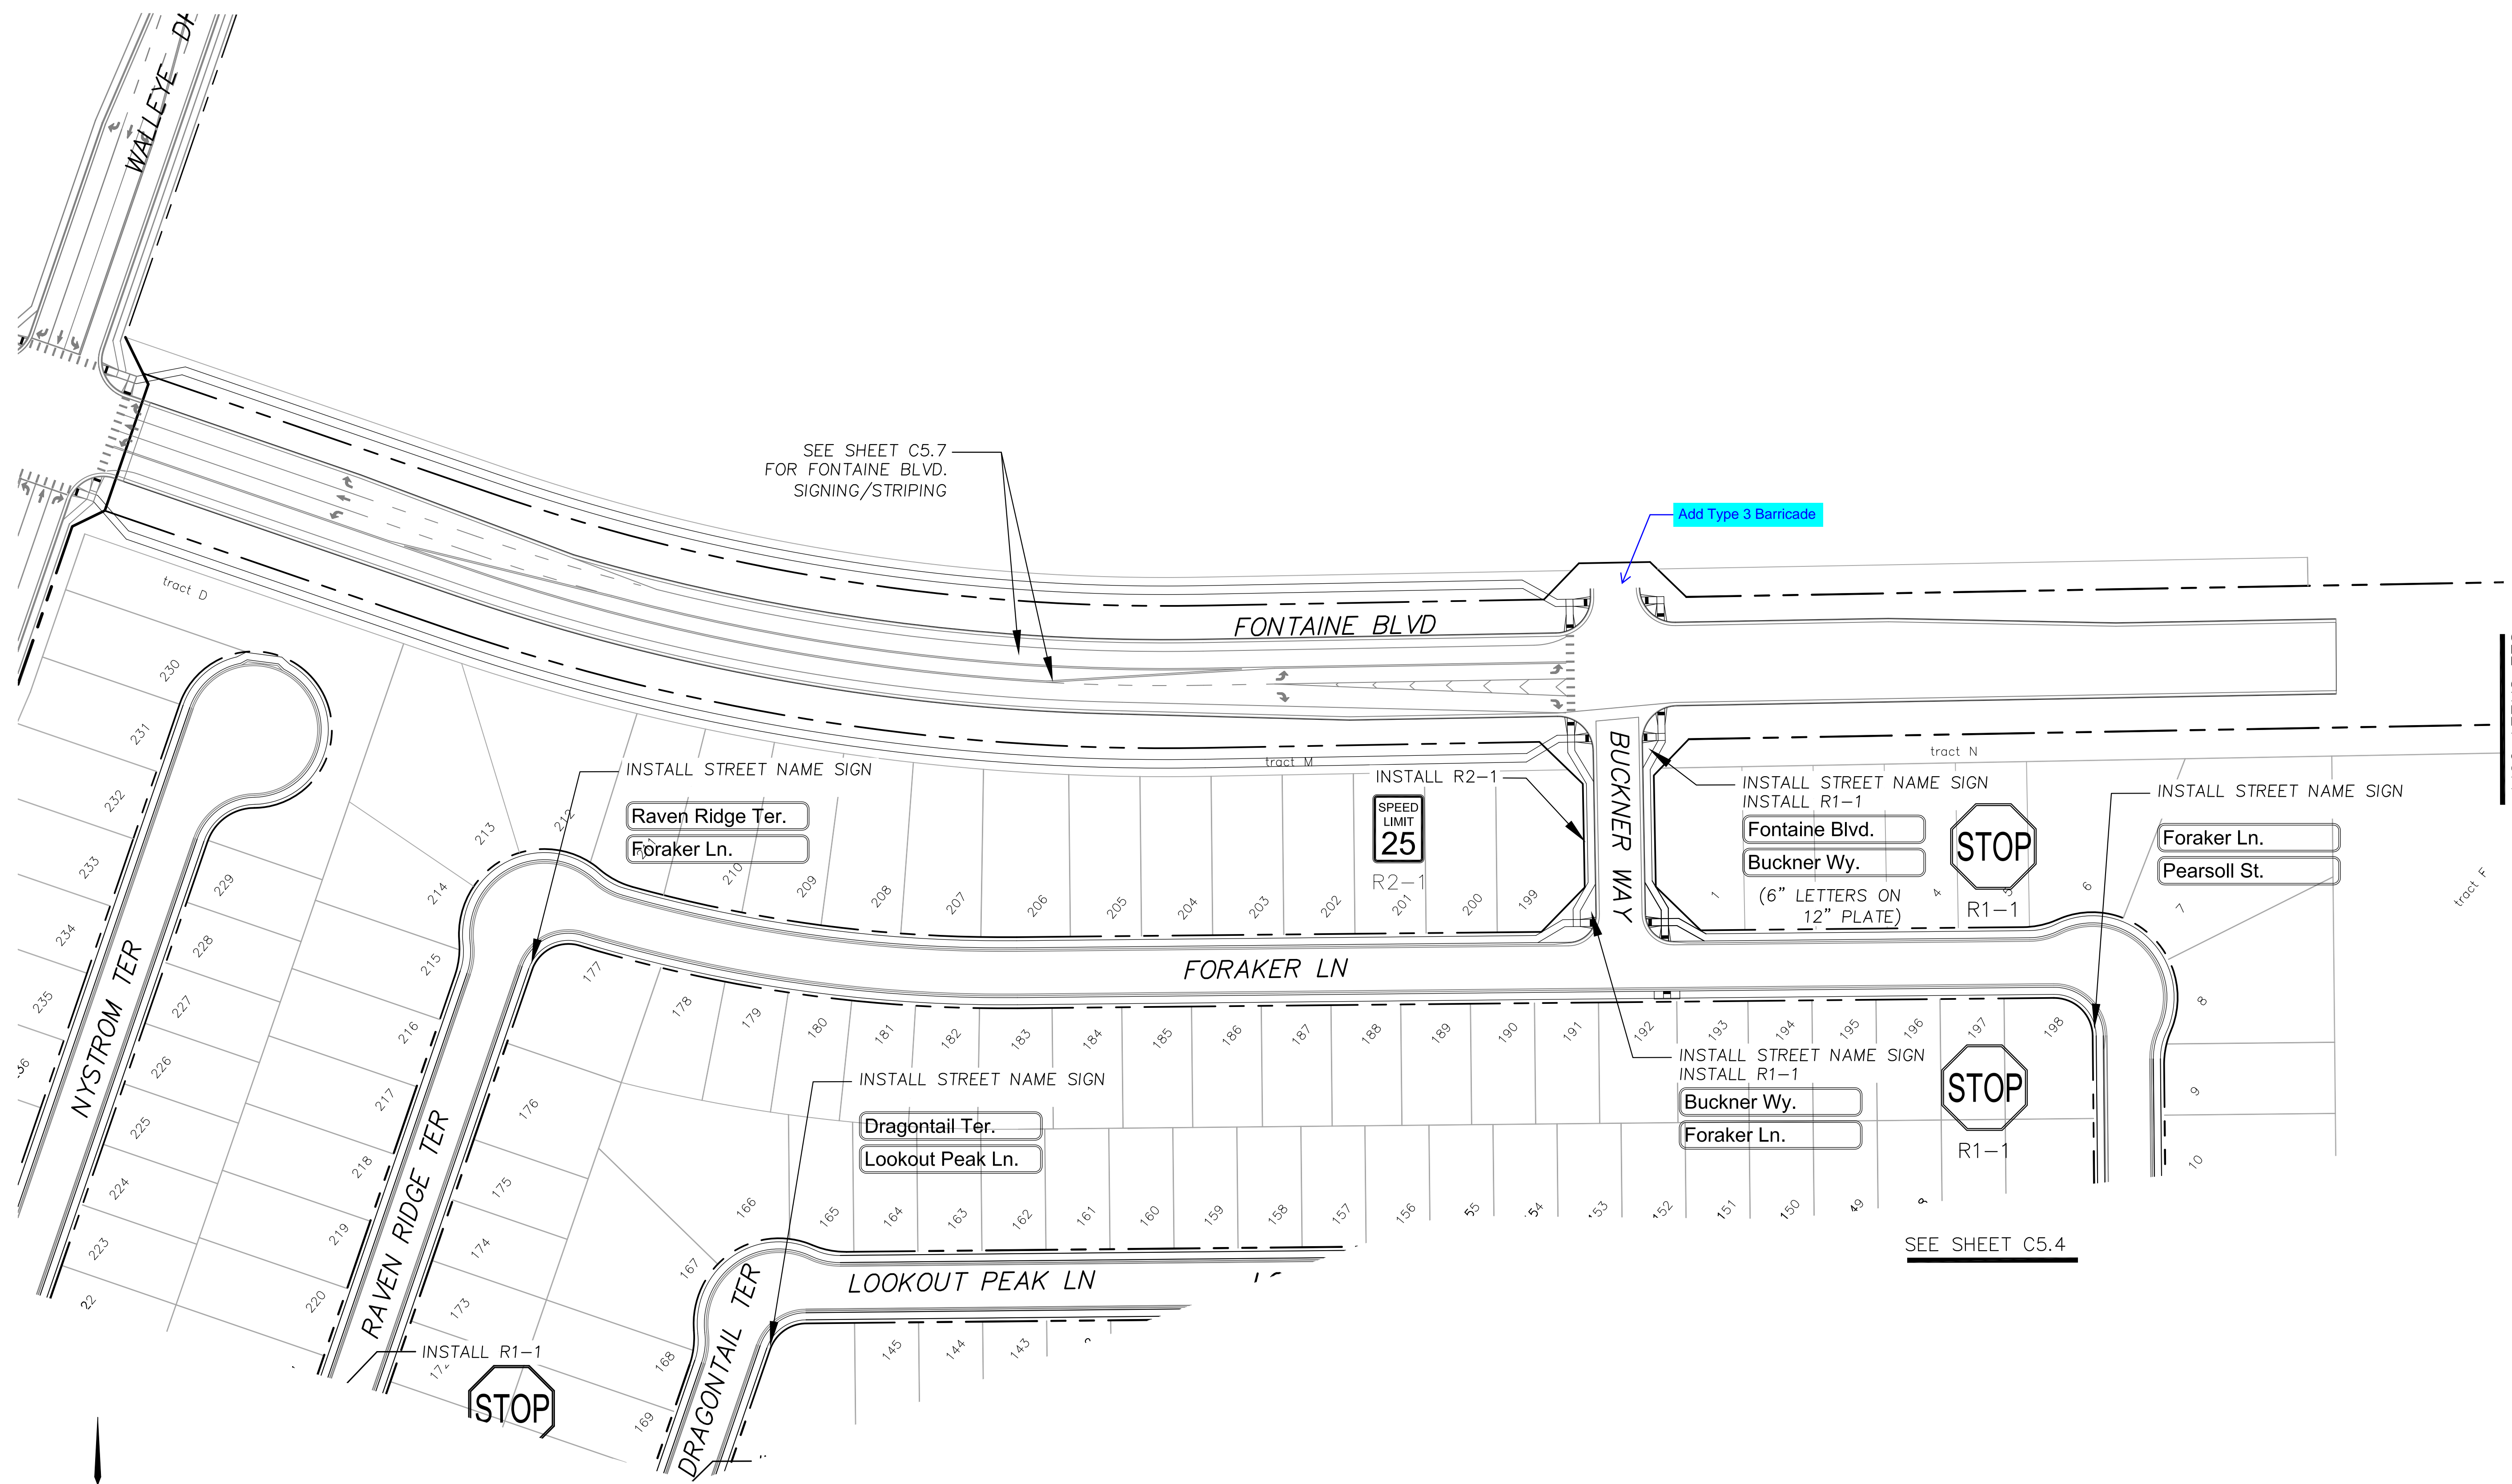 WALLEYE
SEE SHEET C5.7
FOR FONTAINE BLVD.
SIGNING/STRIPING
Add Type 3 Barricade
FONTAINE BLVD
tract D
tract M
tract N
tract F
BUCKNER WAY
INSTALL STREET NAME SIGN
Raven Ridge Ter.
Foraker Ln.
INSTALL R2-1
SPEED
LIMIT
25
R2-1
INSTALL STREET NAME SIGN
INSTALL R1-1
Fontaine Blvd.
Buckner Wy.
(6" LETTERS ON
12" PLATE)
STOP
R1-1
INSTALL STREET NAME SIGN
Foraker Ln.
Pearsoll St.
230
231
232
233
234
235
229
228
227
226
225
224
223
22
NYSTROM TER
212
213
214
215
216
217
218
219
220
210
209
208
207
206
205
204
203
202
201
200
199
1
4
5
6
7
8
9
10
FORAKER LN
177
178
179
180
181
182
183
184
185
186
187
188
189
190
191
192
193
194
195
196
197
198
INSTALL STREET NAME SIGN
INSTALL R1-1
Buckner Wy.
Foraker Ln.
STOP
R1-1
INSTALL STREET NAME SIGN
Dragontail Ter.
Lookout Peak Ln.
176
175
174
173
RAVEN RIDGE TER
166
165
164
163
162
161
160
159
158
157
156
55
54
153
152
151
150
49
167
168
169
SEE SHEET C5.4
LOOKOUT PEAK LN
DRAGONTAIL TER
145
144
143
INSTALL R1-1
STOP